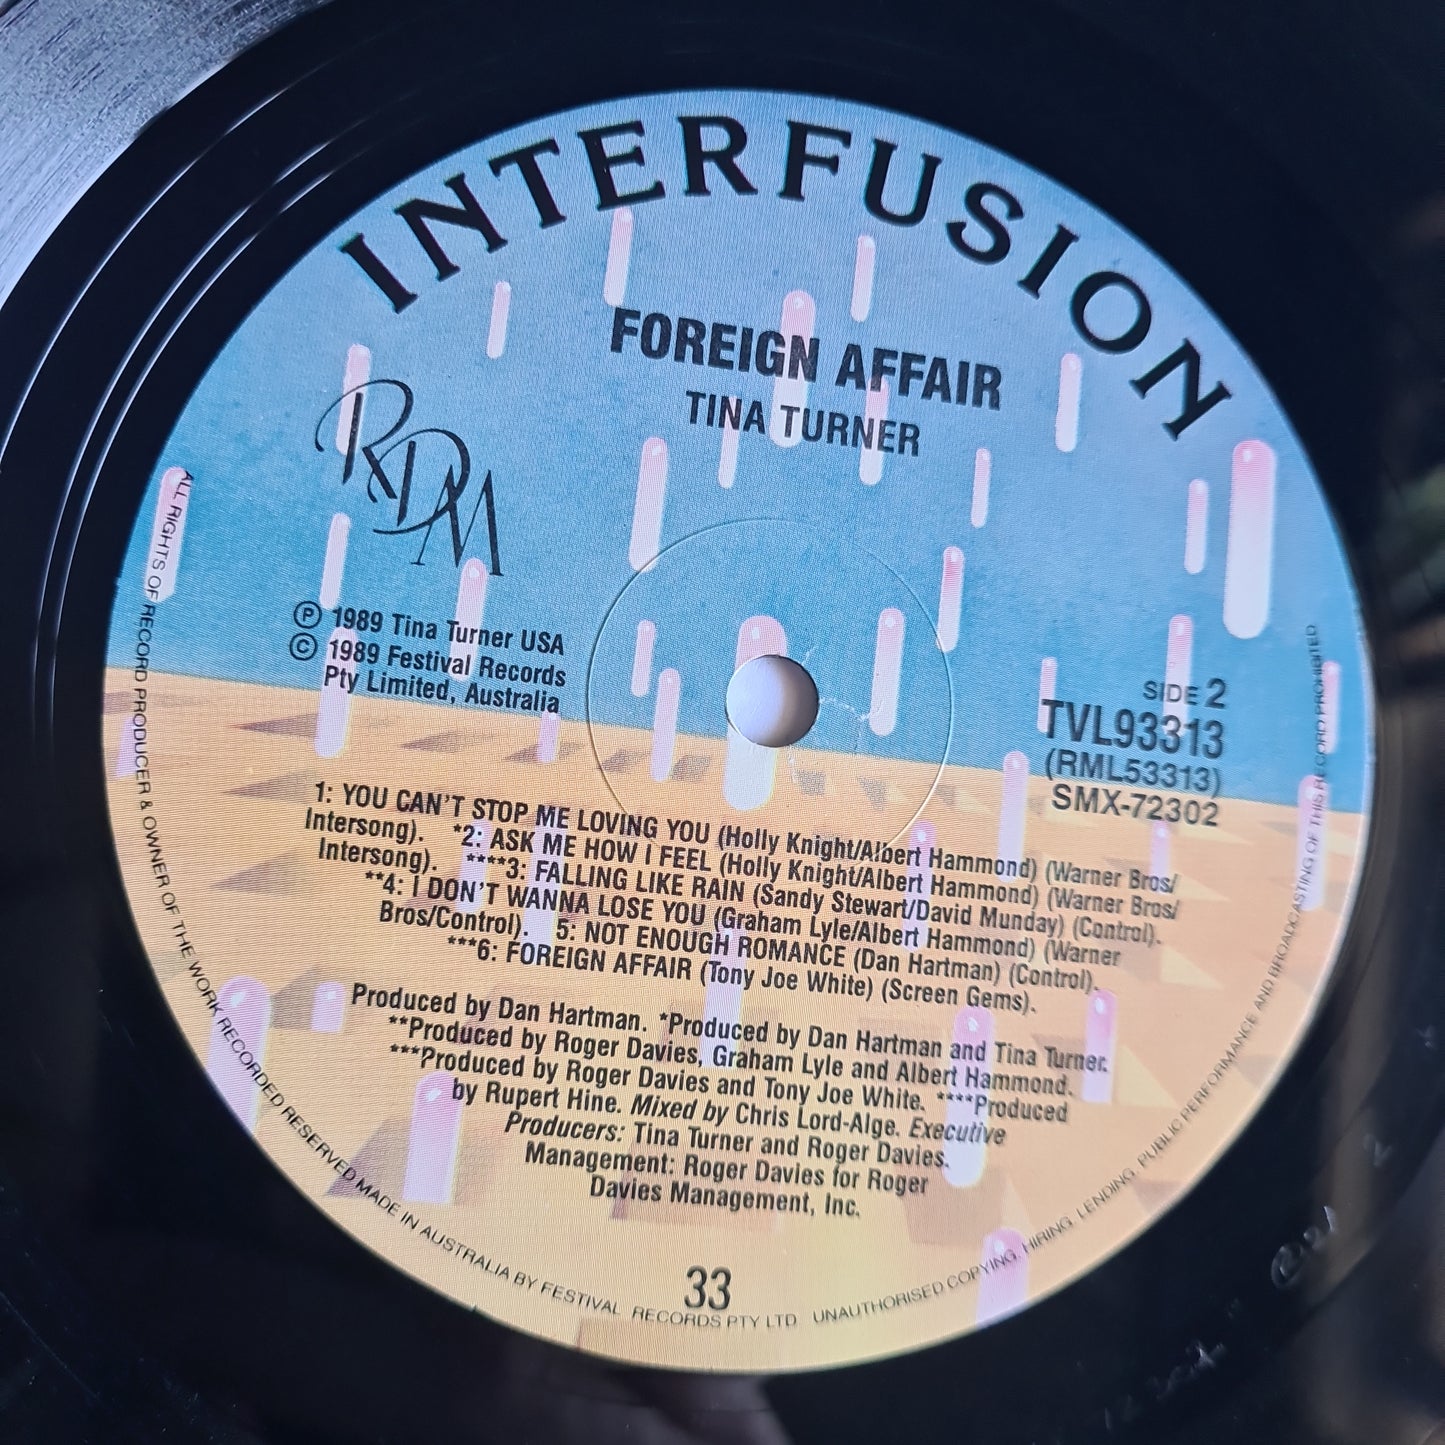 INTERFUSION
FOREIGN AFFAIR
TINA TURNER
RDM
Ⓟ 1989 Tina Turner USA
© 1989 Festival Records
Pty Limited, Australia
SIDE 2
TVL93313
(RML53313)
SMX-72302
1: YOU CAN'T STOP ME LOVING YOU (Holly Knight/Albert Hammond) (Warner Bros/
Intersong). *2: ASK ME HOW I FEEL (Holly Knight/Albert Hammond) (Warner Bros/
Intersong). ****3: FALLING LIKE RAIN (Sandy Stewart/David Munday) (Control).
**4: I DON'T WANNA LOSE YOU (Graham Lyle/Albert Hammond) (Warner
Bros/Control). 5: NOT ENOUGH ROMANCE (Dan Hartman) (Control).
***6: FOREIGN AFFAIR (Tony Joe White) (Screen Gems).
Produced by Dan Hartman. *Produced by Dan Hartman and Tina Turner.
**Produced by Roger Davies, Graham Lyle and Albert Hammond.
***Produced by Roger Davies and Tony Joe White. ****Produced
by Rupert Hine. Mixed by Chris Lord-Alge. Executive
Producers: Tina Turner and Roger Davies.
Management: Roger Davies for Roger
Davies Management, Inc.
33
ALL RIGHTS OF RECORD PRODUCER & OWNER OF THE WORK RECORDED RESERVED MADE IN AUSTRALIA BY FESTIVAL RECORDS PTY LTD UNAUTHORISED COPYING, HIRING, LENDING, PUBLIC PERFORMANCE AND BROADCASTING OF THIS RECORD PROHIBITED